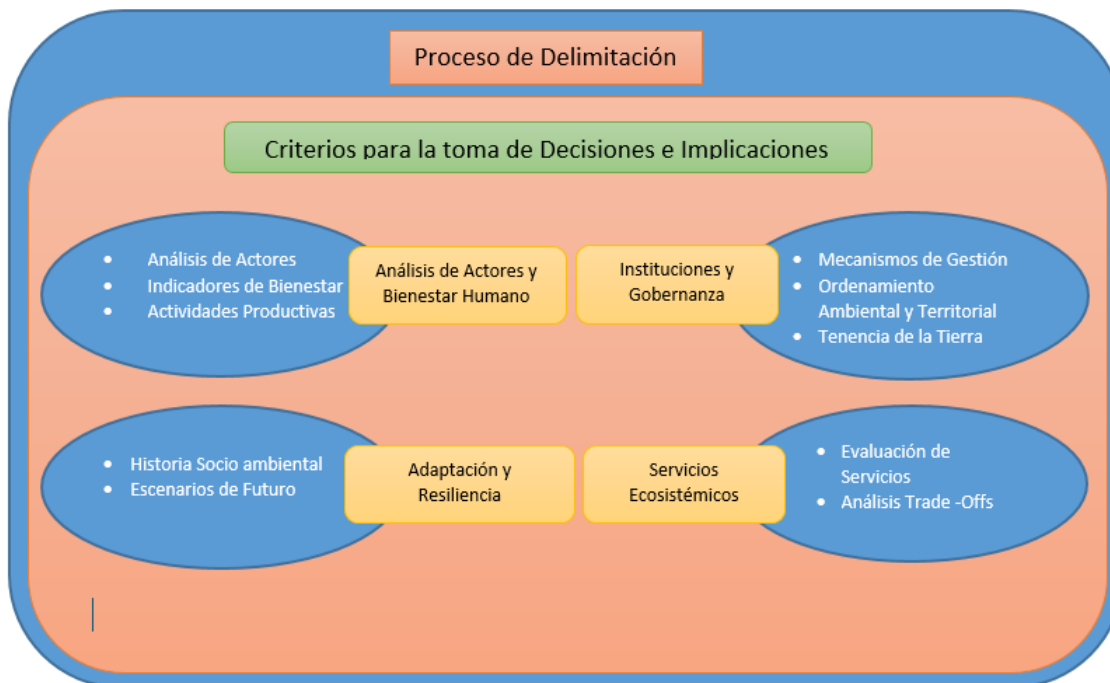 Proceso de Delimitación
Criterios para la toma de Decisiones e Implicaciones
• Análisis de Actores
• Indicadores de Bienestar
• Actividades Productivas
Análisis de Actores y
Bienestar Humano
Instituciones y
Gobernanza
• Mecanismos de Gestión
• Ordenamiento
Ambiental y Territorial
• Tenencia de la Tierra
• Historia Socio ambiental
• Escenarios de Futuro
Adaptación y
Resiliencia
Servicios
Ecosistémicos
• Evaluación de
Servicios
• Análisis Trade -Offs